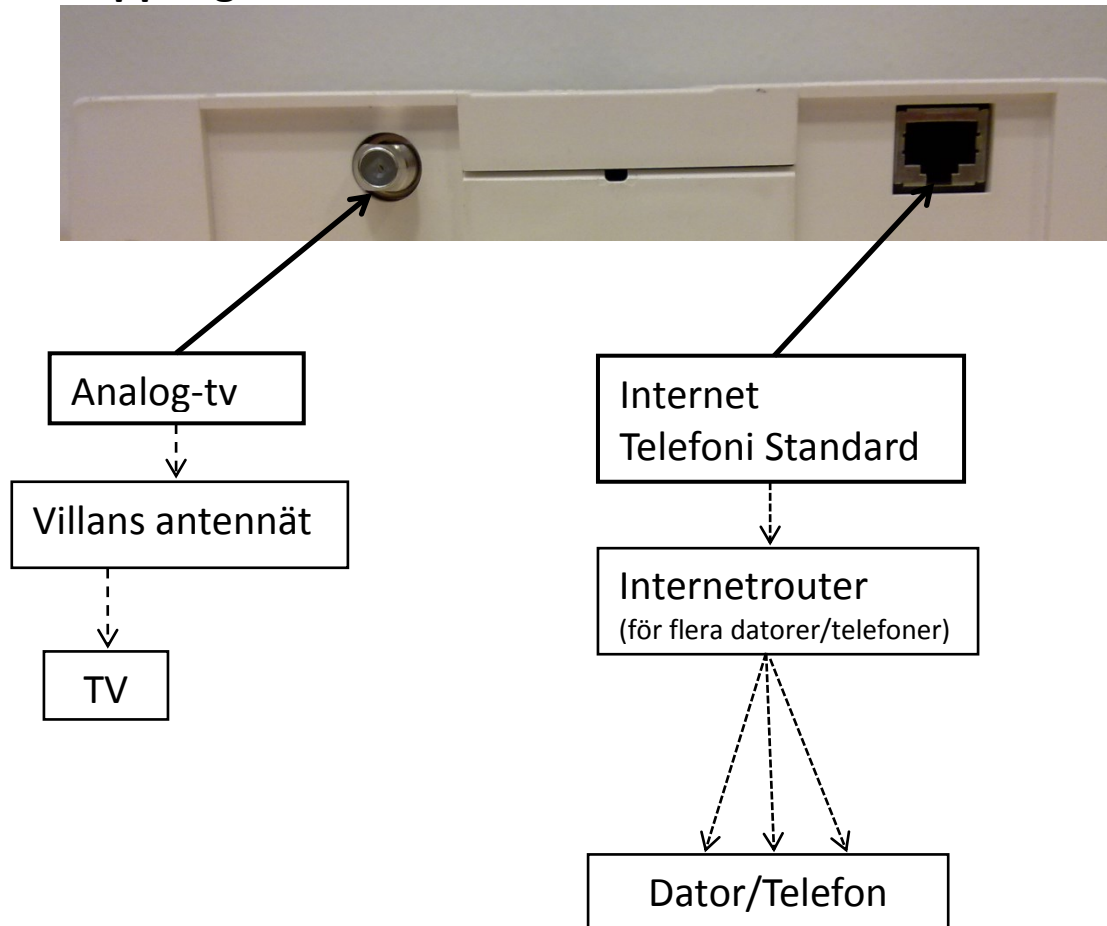 Analog-tv
Villans antennät
TV
Internet
Telefoni Standard
Internetrouter
(för flera datorer/telefoner)
Dator/Telefon